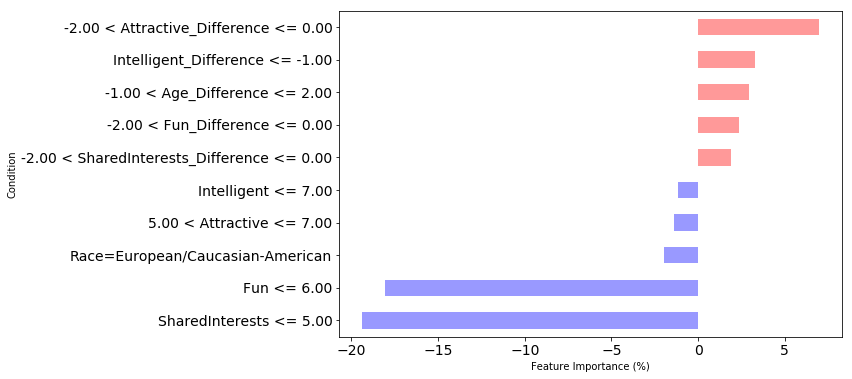 -2.00 < Attractive_Difference <= 0.00
Intelligent_Difference <= -1.00
-1.00 < Age_Difference <= 2.00
-2.00 < Fun_Difference <= 0.00
-2.00 < SharedInterests_Difference <= 0.00
Intelligent <= 7.00
5.00 < Attractive <= 7.00
Race=European/Caucasian-American
Fun <= 6.00
SharedInterests <= 5.00
Condition
−20 −15 −10 −5 0 5
Feature Importance (%)